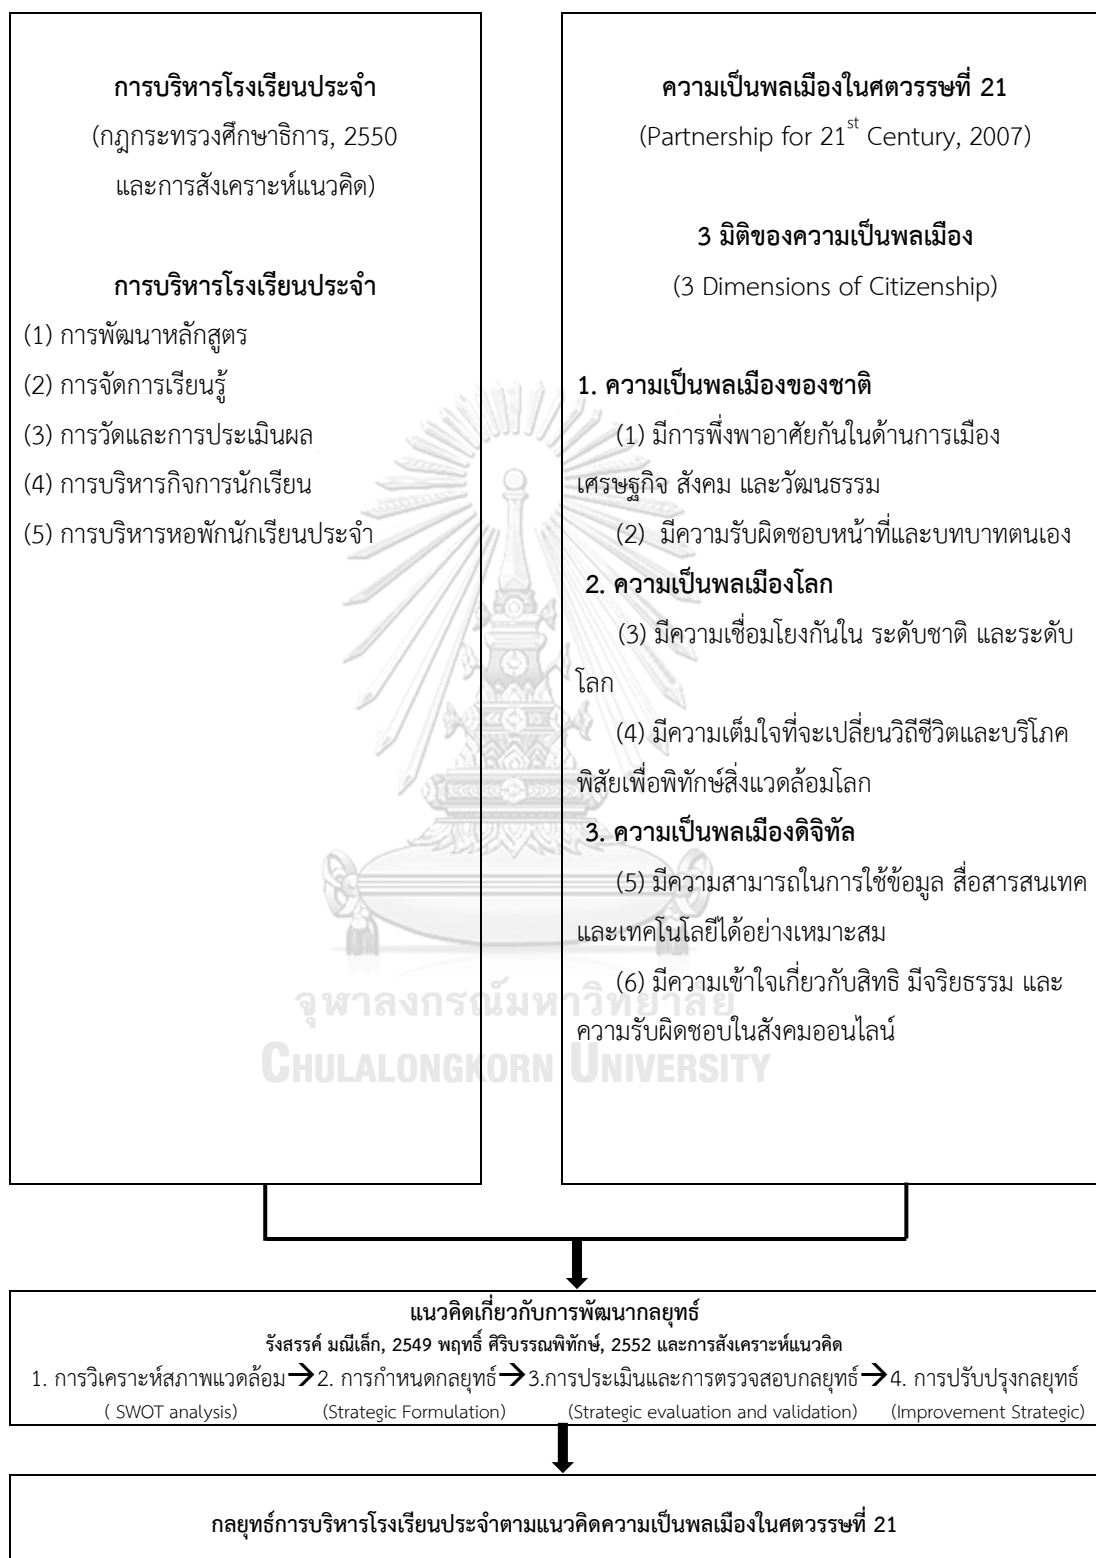 การบริหารโรงเรียนประจำ
(กฎกระทรวงศึกษาธิการ, 2550
และการสังเคราะห์แนวคิด)
การบริหารโรงเรียนประจำ
(1) การพัฒนาหลักสูตร
(2) การจัดการเรียนรู้
(3) การวัดและการประเมินผล
(4) การบริหารกิจการนักเรียน
(5) การบริหารหอพักนักเรียนประจำ
ความเป็นพลเมืองในศตวรรษที่ 21
(Partnership for 21st Century, 2007)
3 มิติของความเป็นพลเมือง
(3 Dimensions of Citizenship)
1. ความเป็นพลเมืองของชาติ
(1) มีการพึ่งพาอาศัยกันในด้านการเมือง
เศรษฐกิจ สังคม และวัฒนธรรม
(2) มีความรับผิดชอบหน้าที่และบทบาทตนเอง
2. ความเป็นพลเมืองโลก
(3) มีความเชื่อมโยงกันใน ระดับชาติ และระดับ
โลก
(4) มีความเต็มใจที่จะเปลี่ยนวิถีชีวิตและบริโภค
พิสัยเพื่อพิทักษ์สิ่งแวดล้อมโลก
3. ความเป็นพลเมืองดิจิทัล
(5) มีความสามารถในการใช้ข้อมูล สื่อสารสนเทศ
และเทคโนโลยีได้อย่างเหมาะสม
(6) มีความเข้าใจเกี่ยวกับสิทธิ มีจริยธรรม และ
ความรับผิดชอบในสังคมออนไลน์
จุฬาลงกรณ์มหาวิทยาลัย
CHULALONGKORN UNIVERSITY
แนวคิดเกี่ยวกับการพัฒนากลยุทธ์
รังสรรค์ มณีเล็ก, 2549 พฤทธิ์ ศิริบรรณพิทักษ์, 2552 และการสังเคราะห์แนวคิด
1. การวิเคราะห์สภาพแวดล้อม→2. การกำหนดกลยุทธ์→3.การประเมินและการตรวจสอบกลยุทธ์→4. การปรับปรุงกลยุทธ์
( SWOT analysis) (Strategic Formulation) (Strategic evaluation and validation) (Improvement Strategic)
กลยุทธ์การบริหารโรงเรียนประจำตามแนวคิดความเป็นพลเมืองในศตวรรษที่ 21